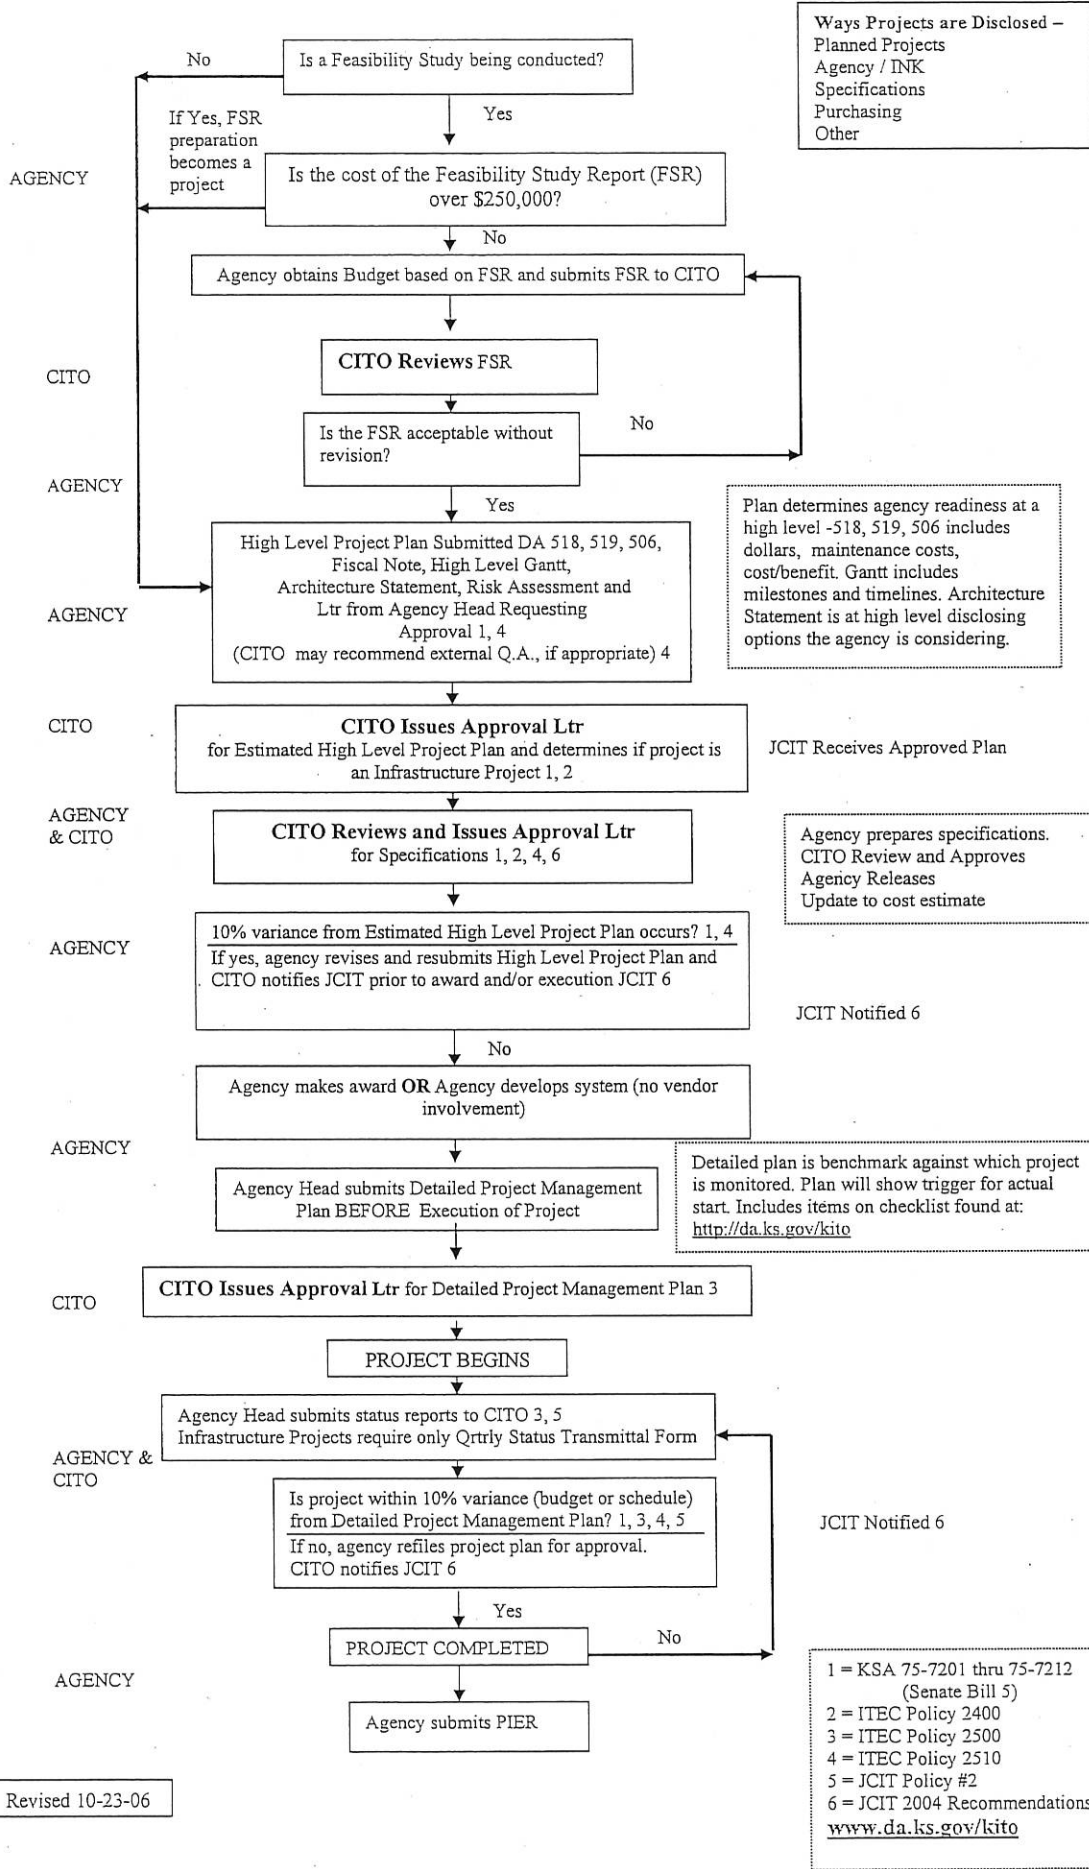 Ways Projects are Disclosed –
Planned Projects
Agency / INK
Specifications
Purchasing
Other
Is a Feasibility Study being conducted?
No
Yes
If Yes, FSR
preparation
becomes a
project
AGENCY
Is the cost of the Feasibility Study Report (FSR)
over $250,000?
No
Agency obtains Budget based on FSR and submits FSR to CITO
CITO
CITO Reviews FSR
Is the FSR acceptable without
revision?
No
AGENCY
Yes
High Level Project Plan Submitted DA 518, 519, 506,
Fiscal Note, High Level Gantt,
Architecture Statement, Risk Assessment and
Ltr from Agency Head Requesting
Approval 1, 4
(CITO may recommend external Q.A., if appropriate) 4
AGENCY
Plan determines agency readiness at a
high level -518, 519, 506 includes
dollars, maintenance costs,
cost/benefit. Gantt includes
milestones and timelines. Architecture
Statement is at high level disclosing
options the agency is considering.
CITO
CITO Issues Approval Ltr
for Estimated High Level Project Plan and determines if project is
an Infrastructure Project 1, 2
JCIT Receives Approved Plan
AGENCY
& CITO
CITO Reviews and Issues Approval Ltr
for Specifications 1, 2, 4, 6
Agency prepares specifications.
CITO Review and Approves
Agency Releases
Update to cost estimate
AGENCY
10% variance from Estimated High Level Project Plan occurs? 1, 4
If yes, agency revises and resubmits High Level Project Plan and
CITO notifies JCIT prior to award and/or execution JCIT 6
JCIT Notified 6
No
Agency makes award OR Agency develops system (no vendor
involvement)
AGENCY
Agency Head submits Detailed Project Management
Plan BEFORE Execution of Project
Detailed plan is benchmark against which project
is monitored. Plan will show trigger for actual
start. Includes items on checklist found at:
http://da.ks.gov/kito
CITO
CITO Issues Approval Ltr for Detailed Project Management Plan 3
PROJECT BEGINS
Agency Head submits status reports to CITO 3, 5
Infrastructure Projects require only Qrtrly Status Transmittal Form
AGENCY &
CITO
Is project within 10% variance (budget or schedule)
from Detailed Project Management Plan? 1, 3, 4, 5
If no, agency refiles project plan for approval.
CITO notifies JCIT 6
JCIT Notified 6
Yes
PROJECT COMPLETED
No
AGENCY
Agency submits PIER
1 = KSA 75-7201 thru 75-7212
(Senate Bill 5)
2 = ITEC Policy 2400
3 = ITEC Policy 2500
4 = ITEC Policy 2510
5 = JCIT Policy #2
6 = JCIT 2004 Recommendations
www.da.ks.gov/kito
Revised 10-23-06